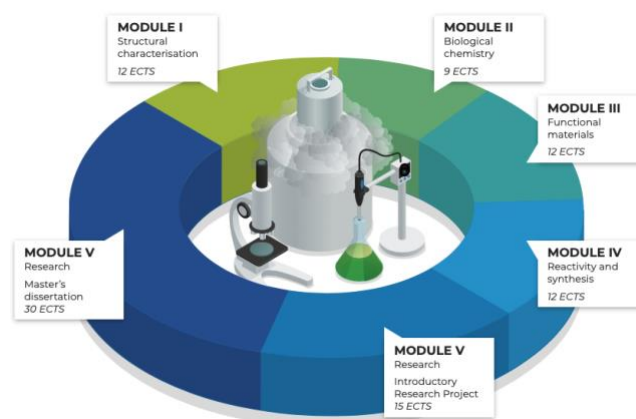 MODULE I
Structural
characterisation
12 ECTS
MODULE II
Biological
chemistry
9 ECTS
MODULE III
Functional
materials
12 ECTS
MODULE IV
Reactivity and
synthesis
12 ECTS
MODULE V
Research
Introductory
Research Project
15 ECTS
MODULE V
Research
Master's
dissertation
30 ECTS